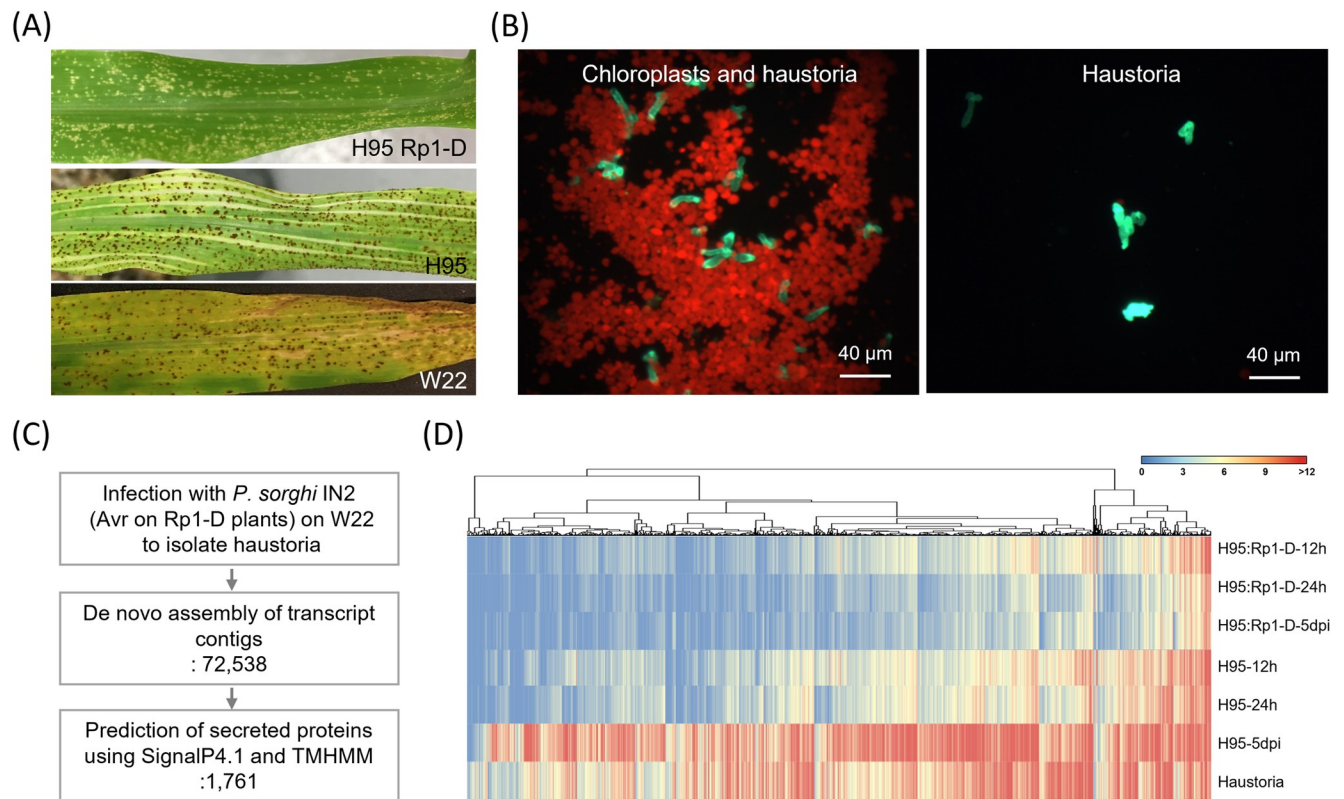 (A)
H95 Rp1-D
H95
W22
(B)
Chloroplasts and haustoria
40 µm
Haustoria
40 µm
(C)
Infection with P. sorghi IN2
(Avr on Rp1-D plants) on W22
to isolate haustoria
De novo assembly of transcript
contigs
: 72,538
Prediction of secreted proteins
using SignalP4.1 and TMHMM
:1,761
(D)
0 3 6 9 >12
H95:Rp1-D-12h
H95:Rp1-D-24h
H95:Rp1-D-5dpi
H95-12h
H95-24h
H95-5dpi
Haustoria